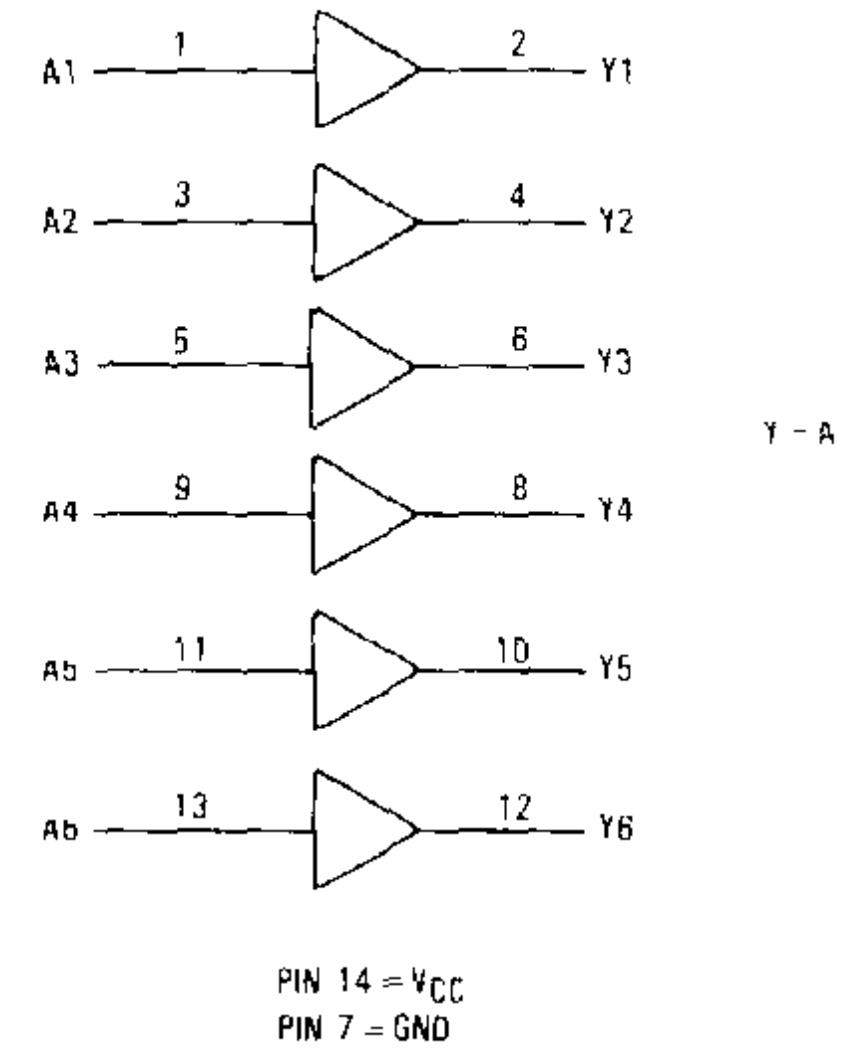 A1 1 2 Y1
A2 3 4 Y2
A3 5 6 Y3
Y = A
A4 9 8 Y4
A5 11 10 Y5
A6 13 12 Y6
PIN 14 = VCC
PIN 7 = GND